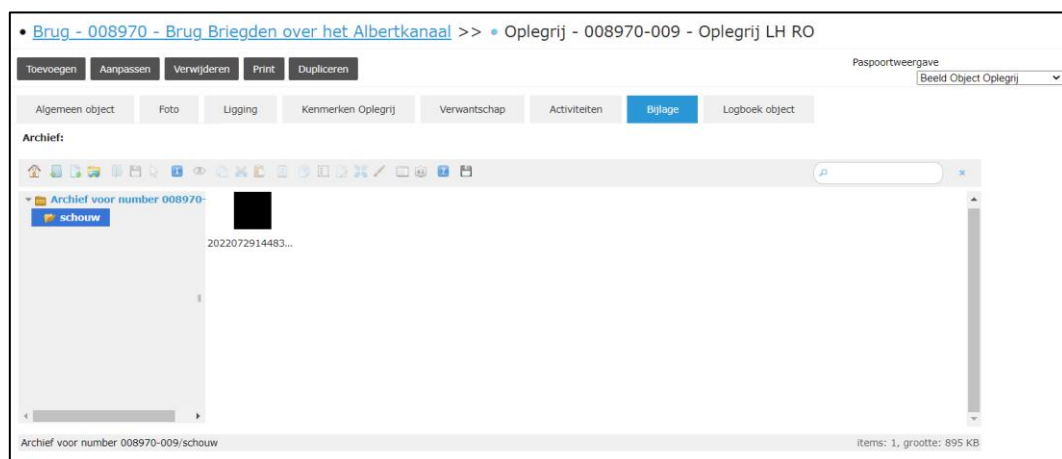 • Brug - 008970 - Brug Briegden over het Albertkanaal >> • Oplegrij - 008970-009 - Oplegrij LH RO
Toevoegen Aanpassen Verwijderen Print Dupliceren
Paspoortweergave
Beeld Object Oplegrij
Algemeen object Foto Ligging Kenmerken Oplegrij Verwantschap Activiteiten Bijlage Logboek object
Archief:
Archief voor number 008970-
schouw
2022072914483...
Archief voor number 008970-009/schouw
items: 1, grootte: 895 KB